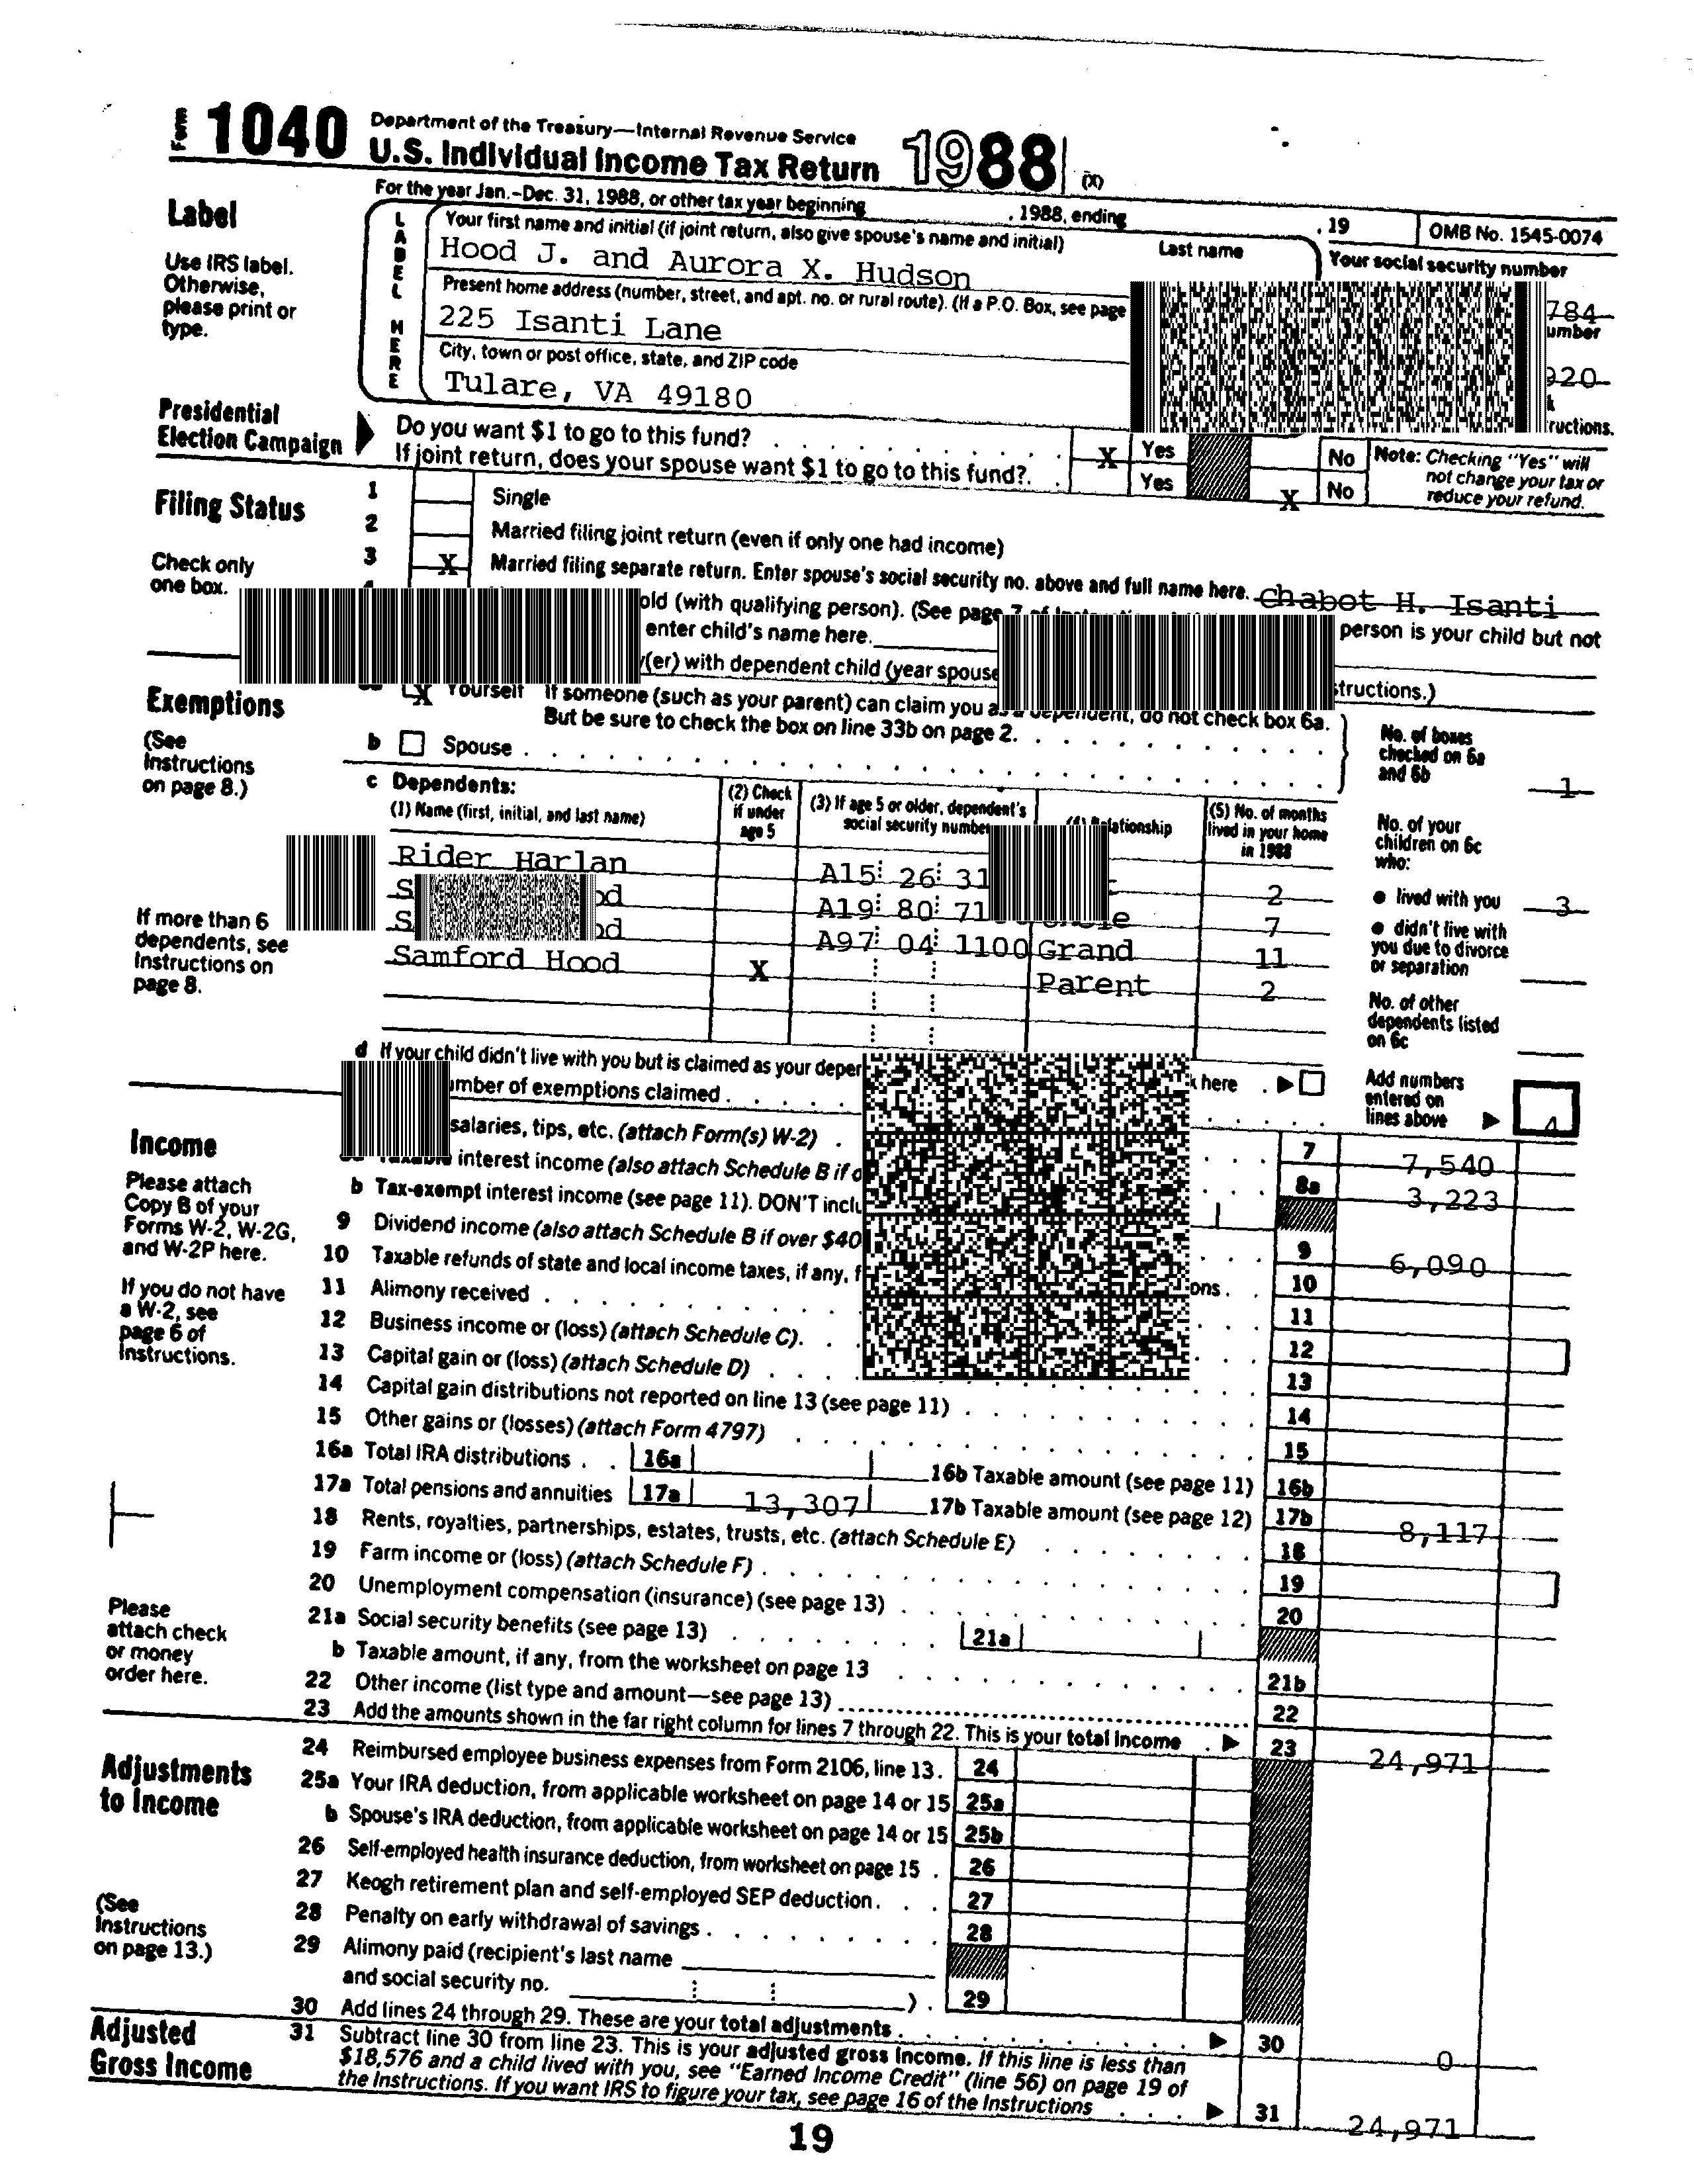 Form 1040 Department of the Treasury—Internal Revenue Service
U.S. Individual Income Tax Return 1988 (X)
For the year Jan.–Dec. 31, 1988, or other tax year beginning , 1988, ending , 19 OMB No. 1545-0074
Label
Use IRS label. Otherwise, please print or type.
LABEL HERE
Your first name and initial (if joint return, also give spouse's name and initial) Last name Your social security number
Hood J. and Aurora X. Hudson
784
Present home address (number, street, and apt. no. or rural route). (If a P.O. Box, see page
225 Isanti Lane
920
City, town or post office, state, and ZIP code
Tulare, VA 49180
Presidential Election Campaign
Do you want $1 to go to this fund? X Yes No
If joint return, does your spouse want $1 to go to this fund? Yes X No
Note: Checking "Yes" will not change your tax or reduce your refund.
Filing Status
Check only one box.
1 Single
2 Married filing joint return (even if only one had income)
3 X Married filing separate return. Enter spouse's social security no. above and full name here. Chabot H. Isanti
(with qualifying person). (See page person is your child but not
enter child's name here.
with dependent child (year spouse
Exemptions
(See Instructions on page 8.)
X Yourself If someone (such as your parent) can claim you as a dependent, do not check box 6a.
But be sure to check the box on line 33b on page 2.
b Spouse
No. of boxes checked on 6a and 6b 1
c Dependents:
(1) Name (first, initial, and last name)
(2) Check if under age 5
(3) If age 5 or older, dependent's social security number
(4) Relationship
(5) No. of months lived in your home in 1988
Rider Harlan A15 26 31 2
A19 80 71 7
A97 04 1100 Grand 11
Samford Hood X Parent 2
If more than 6 dependents, see Instructions on page 8.
No. of your children on 6c who:
● lived with you 3
● didn't live with you due to divorce or separation
No. of other dependents listed on 6c
d If your child didn't live with you but is claimed as your here
number of exemptions claimed
Add numbers entered on lines above 4
Income
Please attach Copy B of your Forms W-2, W-2G, and W-2P here.
If you do not have a W-2, see page 6 of Instructions.
Please attach check or money order here.
salaries, tips, etc. (attach Form(s) W-2) 7 7,540
Taxable interest income (also attach Schedule B if 8a 3,223
b Tax-exempt interest income (see page 11). DON'T
9 Dividend income (also attach Schedule B if over $40 9 6,090
10 Taxable refunds of state and local income taxes, if any, 10
11 Alimony received 11
12 Business income or (loss) (attach Schedule C). 12
13 Capital gain or (loss) (attach Schedule D) 13
14 Capital gain distributions not reported on line 13 (see page 11) 14
15 Other gains or (losses) (attach Form 4797) 15
16a Total IRA distributions 16a 16b Taxable amount (see page 11) 16b
17a Total pensions and annuities 17a 13,307 17b Taxable amount (see page 12) 17b 8,117
18 Rents, royalties, partnerships, estates, trusts, etc. (attach Schedule E) 18
19 Farm income or (loss) (attach Schedule F) 19
20 Unemployment compensation (insurance) (see page 13) 20
21a Social security benefits (see page 13) 21a
b Taxable amount, if any, from the worksheet on page 13 21b
22 Other income (list type and amount—see page 13) 22
23 Add the amounts shown in the far right column for lines 7 through 22. This is your total income 23 24,971
Adjustments to Income
(See Instructions on page 13.)
24 Reimbursed employee business expenses from Form 2106, line 13. 24
25a Your IRA deduction, from applicable worksheet on page 14 or 15 25a
b Spouse's IRA deduction, from applicable worksheet on page 14 or 15 25b
26 Self-employed health insurance deduction, from worksheet on page 15 26
27 Keogh retirement plan and self-employed SEP deduction. 27
28 Penalty on early withdrawal of savings 28
29 Alimony paid (recipient's last name
and social security no. ) 29
30 Add lines 24 through 29. These are your total adjustments 30 0
Adjusted Gross Income
31 Subtract line 30 from line 23. This is your adjusted gross income. If this line is less than
$18,576 and a child lived with you, see "Earned Income Credit" (line 56) on page 19 of
the Instructions. If you want IRS to figure your tax, see page 16 of the Instructions 31 24,971
19